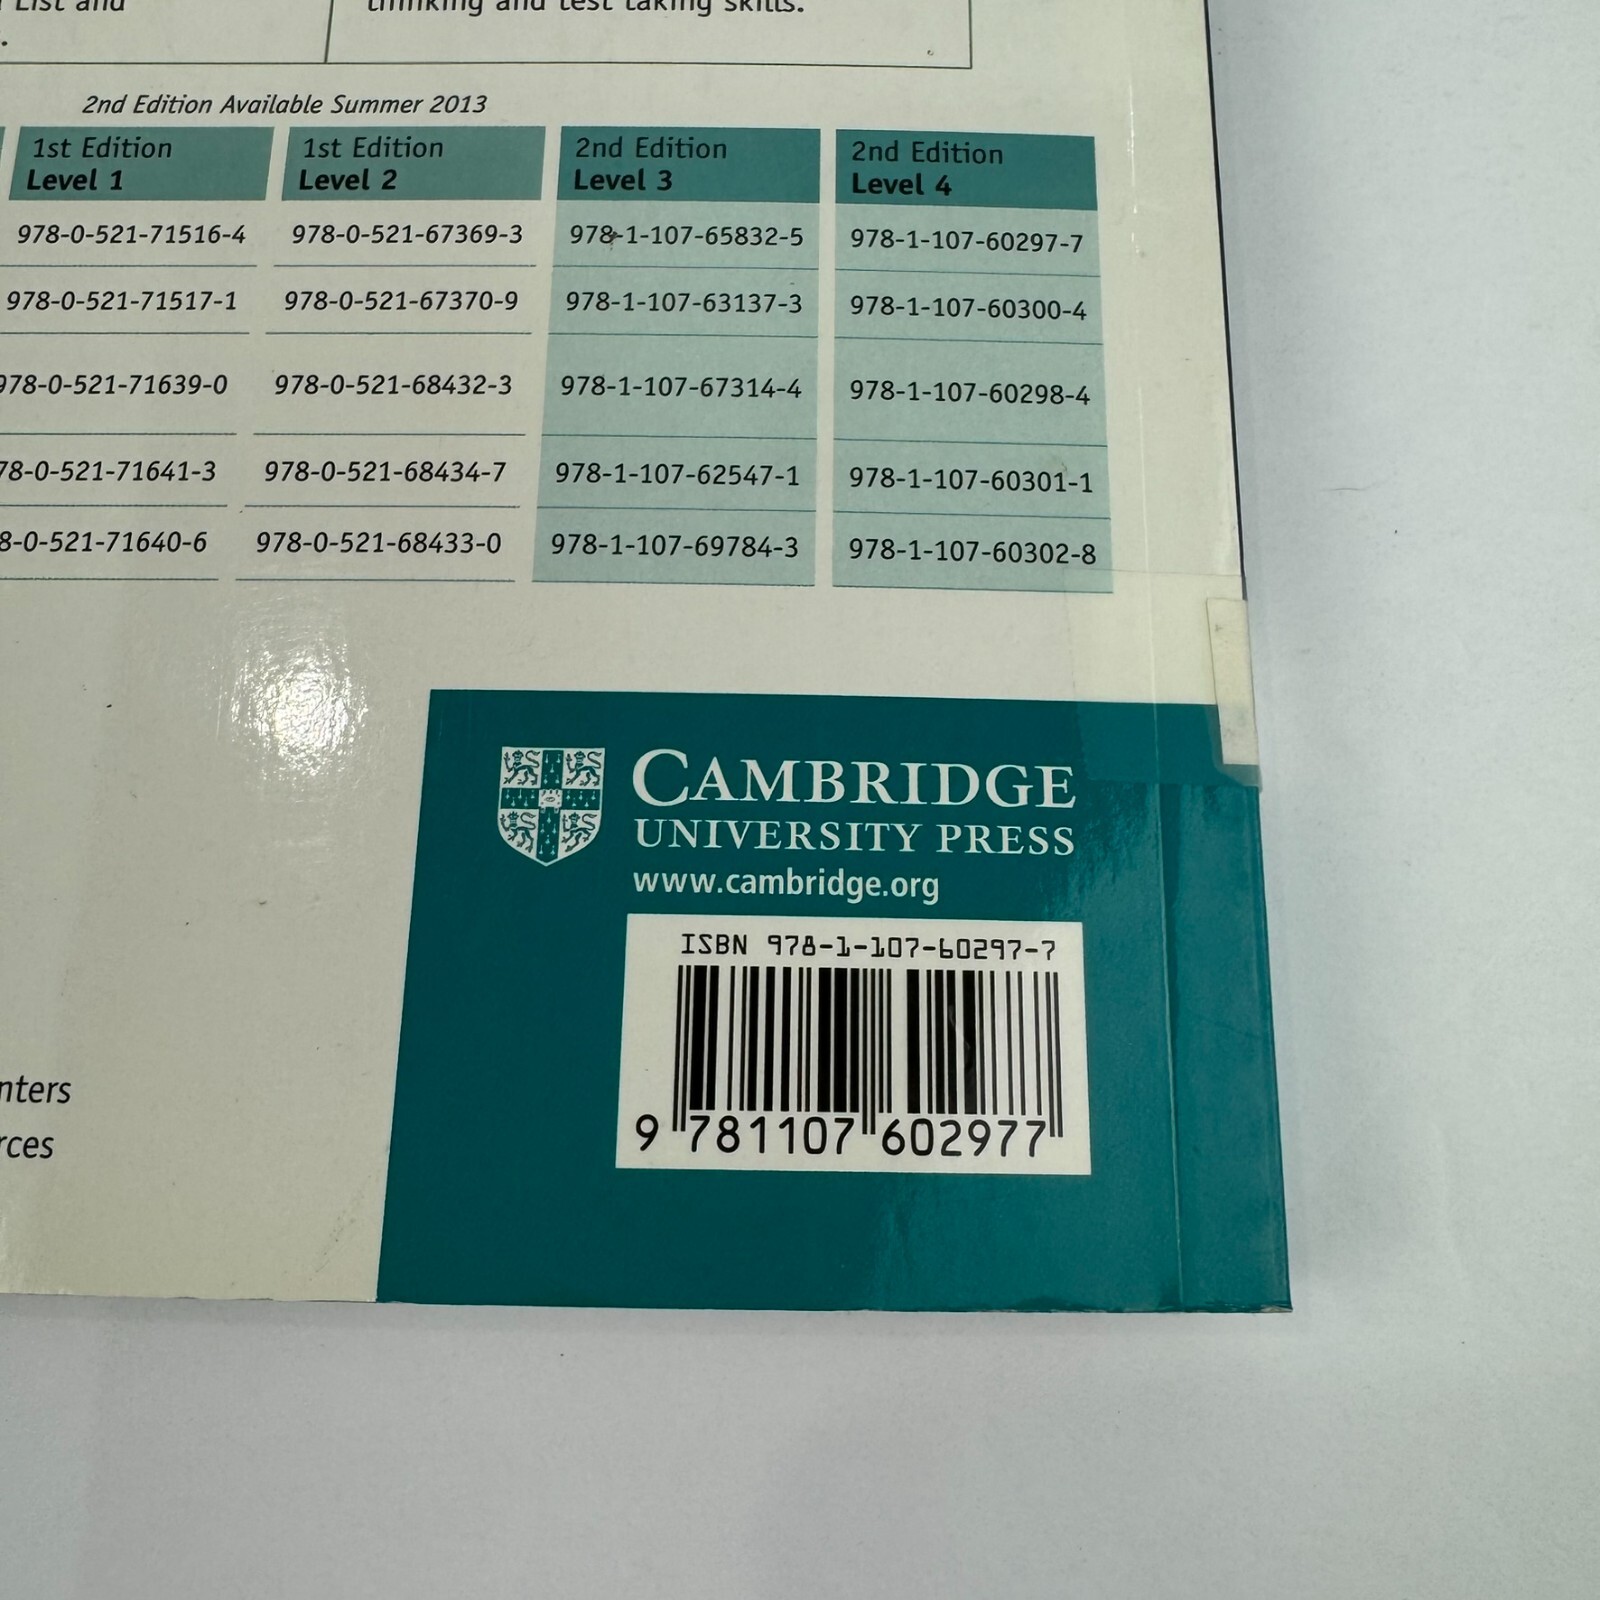 List and
thinking and test taking skills.
2nd Edition Available Summer 2013
1st Edition Level 1
1st Edition Level 2
2nd Edition Level 3
2nd Edition Level 4
978-0-521-71516-4 978-0-521-67369-3 978-1-107-65832-5 978-1-107-60297-7
978-0-521-71517-1 978-0-521-67370-9 978-1-107-63137-3 978-1-107-60300-4
978-0-521-71639-0 978-0-521-68432-3 978-1-107-67314-4 978-1-107-60298-4
78-0-521-71641-3 978-0-521-68434-7 978-1-107-62547-1 978-1-107-60301-1
8-0-521-71640-6 978-0-521-68433-0 978-1-107-69784-3 978-1-107-60302-8
CAMBRIDGE
UNIVERSITY PRESS
www.cambridge.org
ISBN 978-1-107-60297-7
9 781107 602977
nters
rces